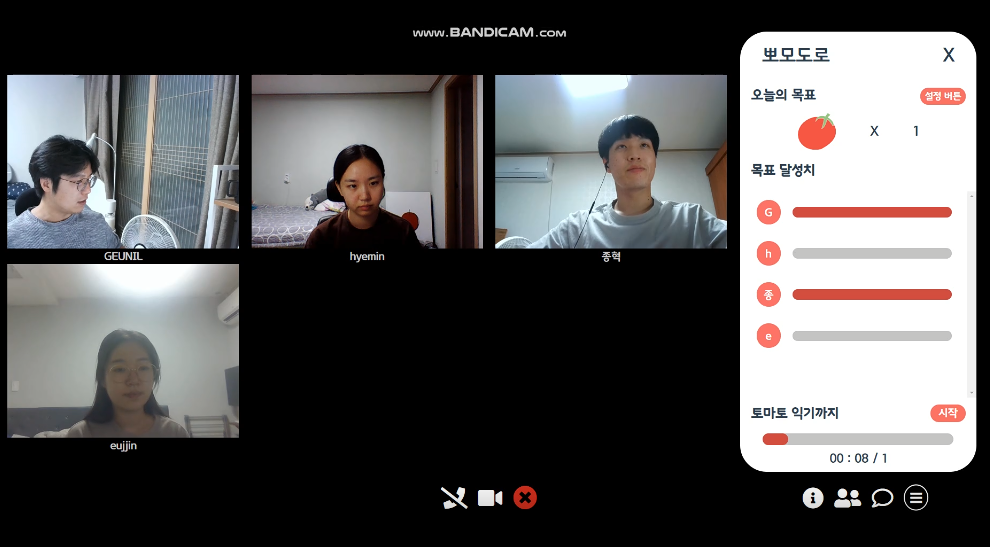 www.BANDICAM.com
뽀모도로 X
오늘의 목표 설정 버튼
X 1
목표 달성치
G
h
종
e
토마토 익기까지 시작
00 : 08 / 1
GEUNIL
hyemin
종혁
eujjin